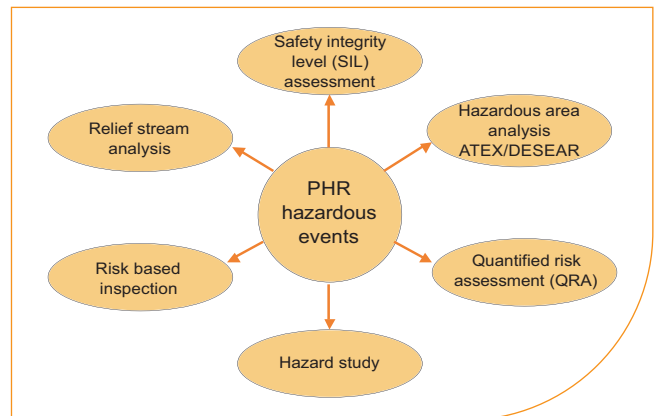 Safety integrity
level (SIL)
assessment
Hazardous area
analysis
ATEX/DESEAR
Relief stream
analysis
PHR
hazardous
events
Risk based
inspection
Quantified risk
assessment (QRA)
Hazard study